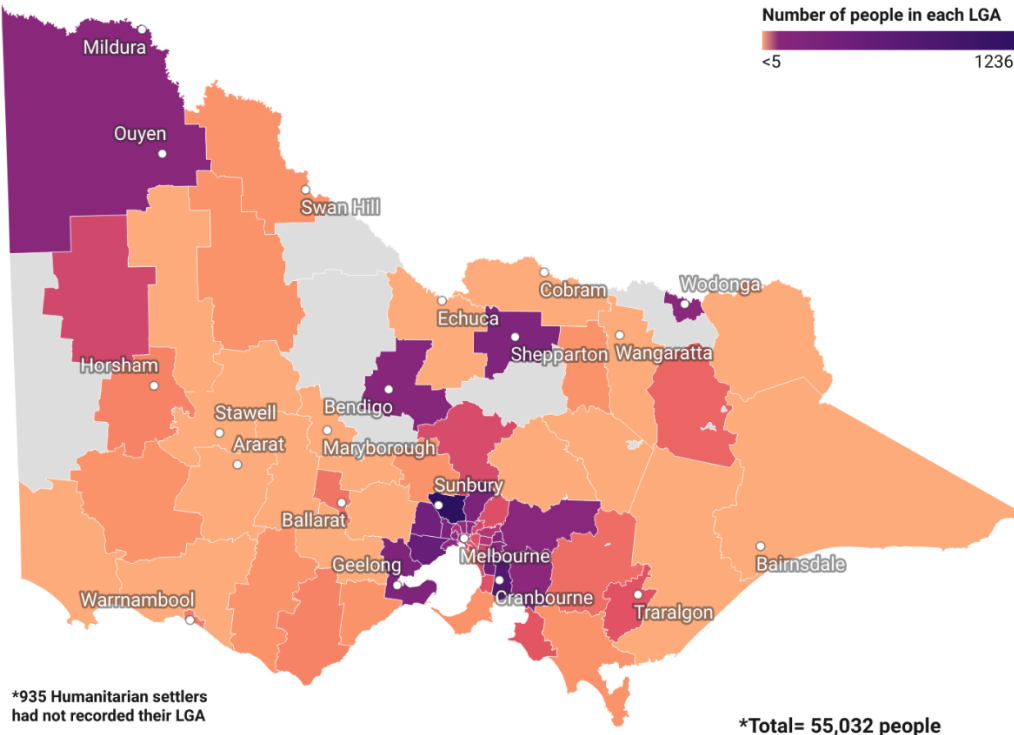 Number of people in each LGA
<5 1236
Mildura
Ouyen
Swan Hill
Cobram
Wodonga
Echuca
Shepparton
Wangaratta
Horsham
Bendigo
Stawell
Ararat
Maryborough
Sunbury
Ballarat
Melbourne
Geelong
Bairnsdale
Cranbourne
Warrnambool
Traralgon
*935 Humanitarian settlers
had not recorded their LGA
*Total= 55,032 people